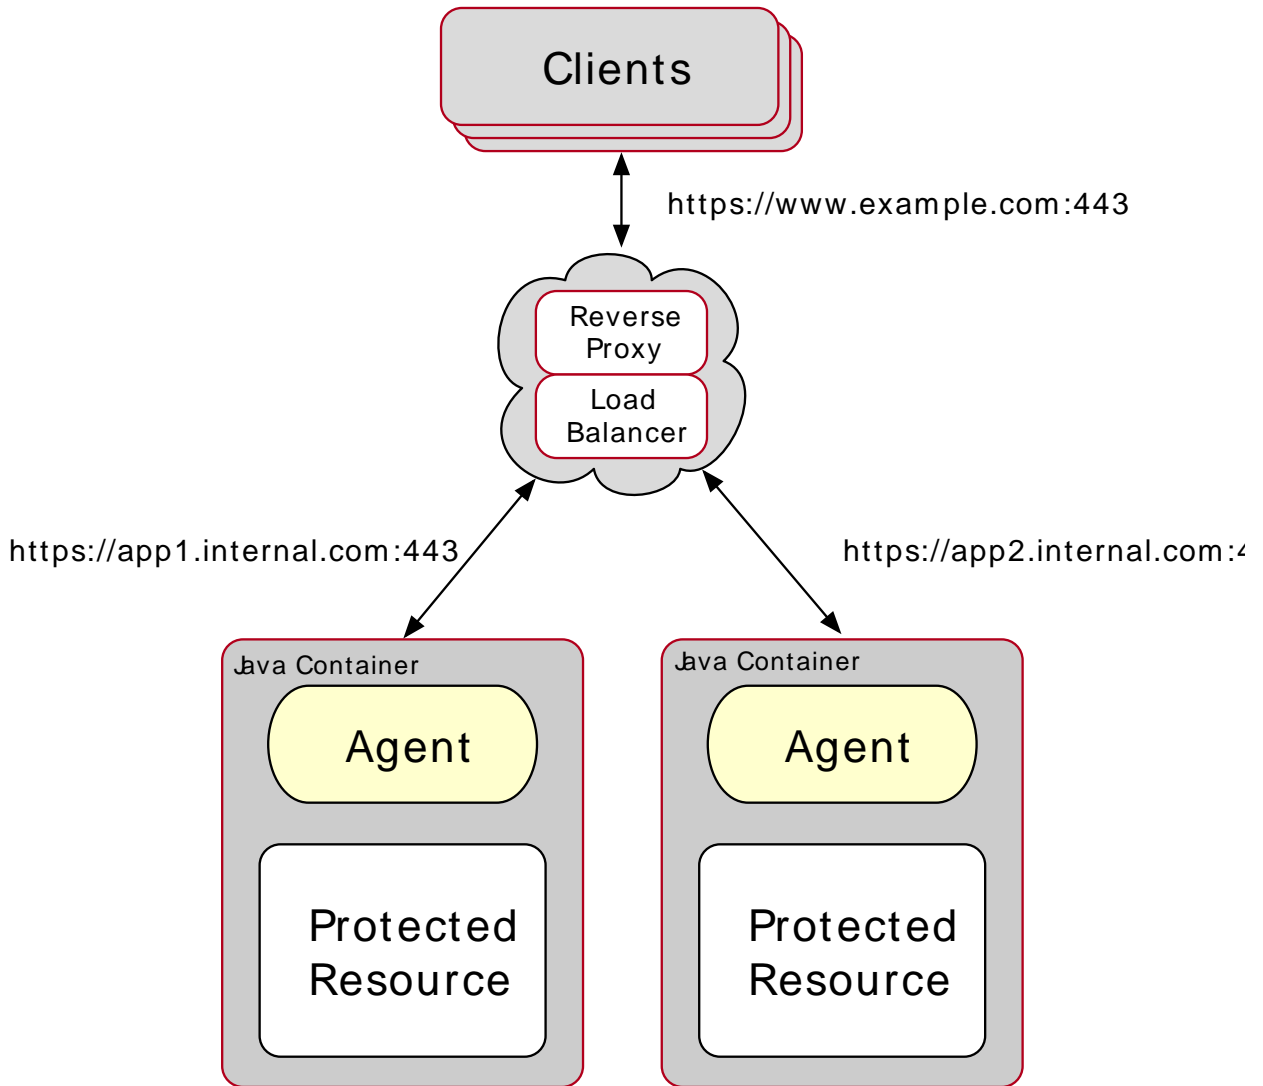 Clients
https://www.example.com:443
Reverse
Proxy
Load
Balancer
https://app1.internal.com:443
https://app2.internal.com:
Java Container
Java Container
Agent
Agent
Protected
Resource
Protected
Resource